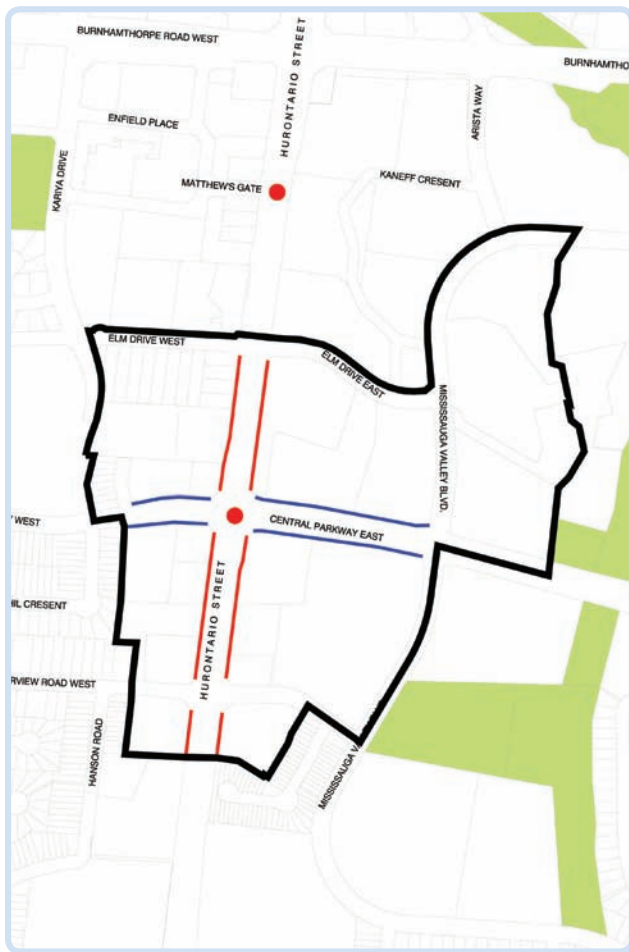 BURNHAMTHORPE ROAD WEST
HURONTARIO STREET
BURNHAMTHO
ENFIELD PLACE
ARISTA WAY
KARIYA DRIVE
MATTHEW'S GATE
KANEFF CRESENT
ELM DRIVE WEST
ELM DRIVE EAST
MISSISSAUGA VALLEY BLVD.
WEST
CENTRAL PARKWAY EAST
HURONTARIO STREET
HIL CRESENT
RVIEW ROAD WEST
HANSON ROAD
MISSISSAUGA VA